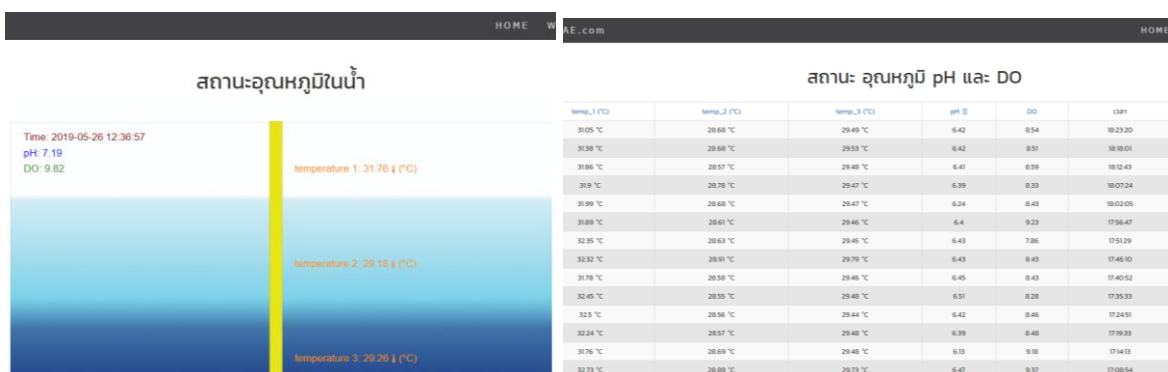 HOME W
สถานะอุณหภูมิในน้ำ
Time: 2019-05-26 12:36:57
pH: 7.19
DO: 9.82
temperature 1: 31.76 (°C)
temperature 2: 29.18 (°C)
temperature 3: 29.26 (°C)
AE.com HOME
สถานะ อุณหภูมิ pH และ DO
temp_1 (°C) temp_2 (°C) temp_3 (°C) pH DO เวลา
31.05 °C 28.68 °C 29.49 °C 6.42 8.54 18:23:20
31.38 °C 28.68 °C 29.53 °C 6.42 8.51 18:18:01
31.86 °C 28.57 °C 29.48 °C 6.41 8.59 18:12:43
31.9 °C 28.78 °C 29.47 °C 6.39 8.33 18:07:24
31.99 °C 28.68 °C 29.47 °C 6.24 8.43 18:02:05
31.89 °C 28.61 °C 29.46 °C 6.4 9.23 17:56:47
32.35 °C 28.63 °C 29.45 °C 6.43 7.86 17:51:29
32.32 °C 28.91 °C 29.79 °C 6.43 8.43 17:46:10
31.78 °C 28.58 °C 29.46 °C 6.45 8.43 17:40:52
32.45 °C 28.55 °C 29.48 °C 6.51 8.28 17:35:33
32.5 °C 28.56 °C 29.44 °C 6.42 8.46 17:24:51
32.24 °C 28.57 °C 29.48 °C 6.39 8.48 17:19:33
31.76 °C 28.69 °C 29.48 °C 6.13 9.18 17:14:13
32.73 °C 28.89 °C 29.73 °C 6.47 9.37 17:08:54